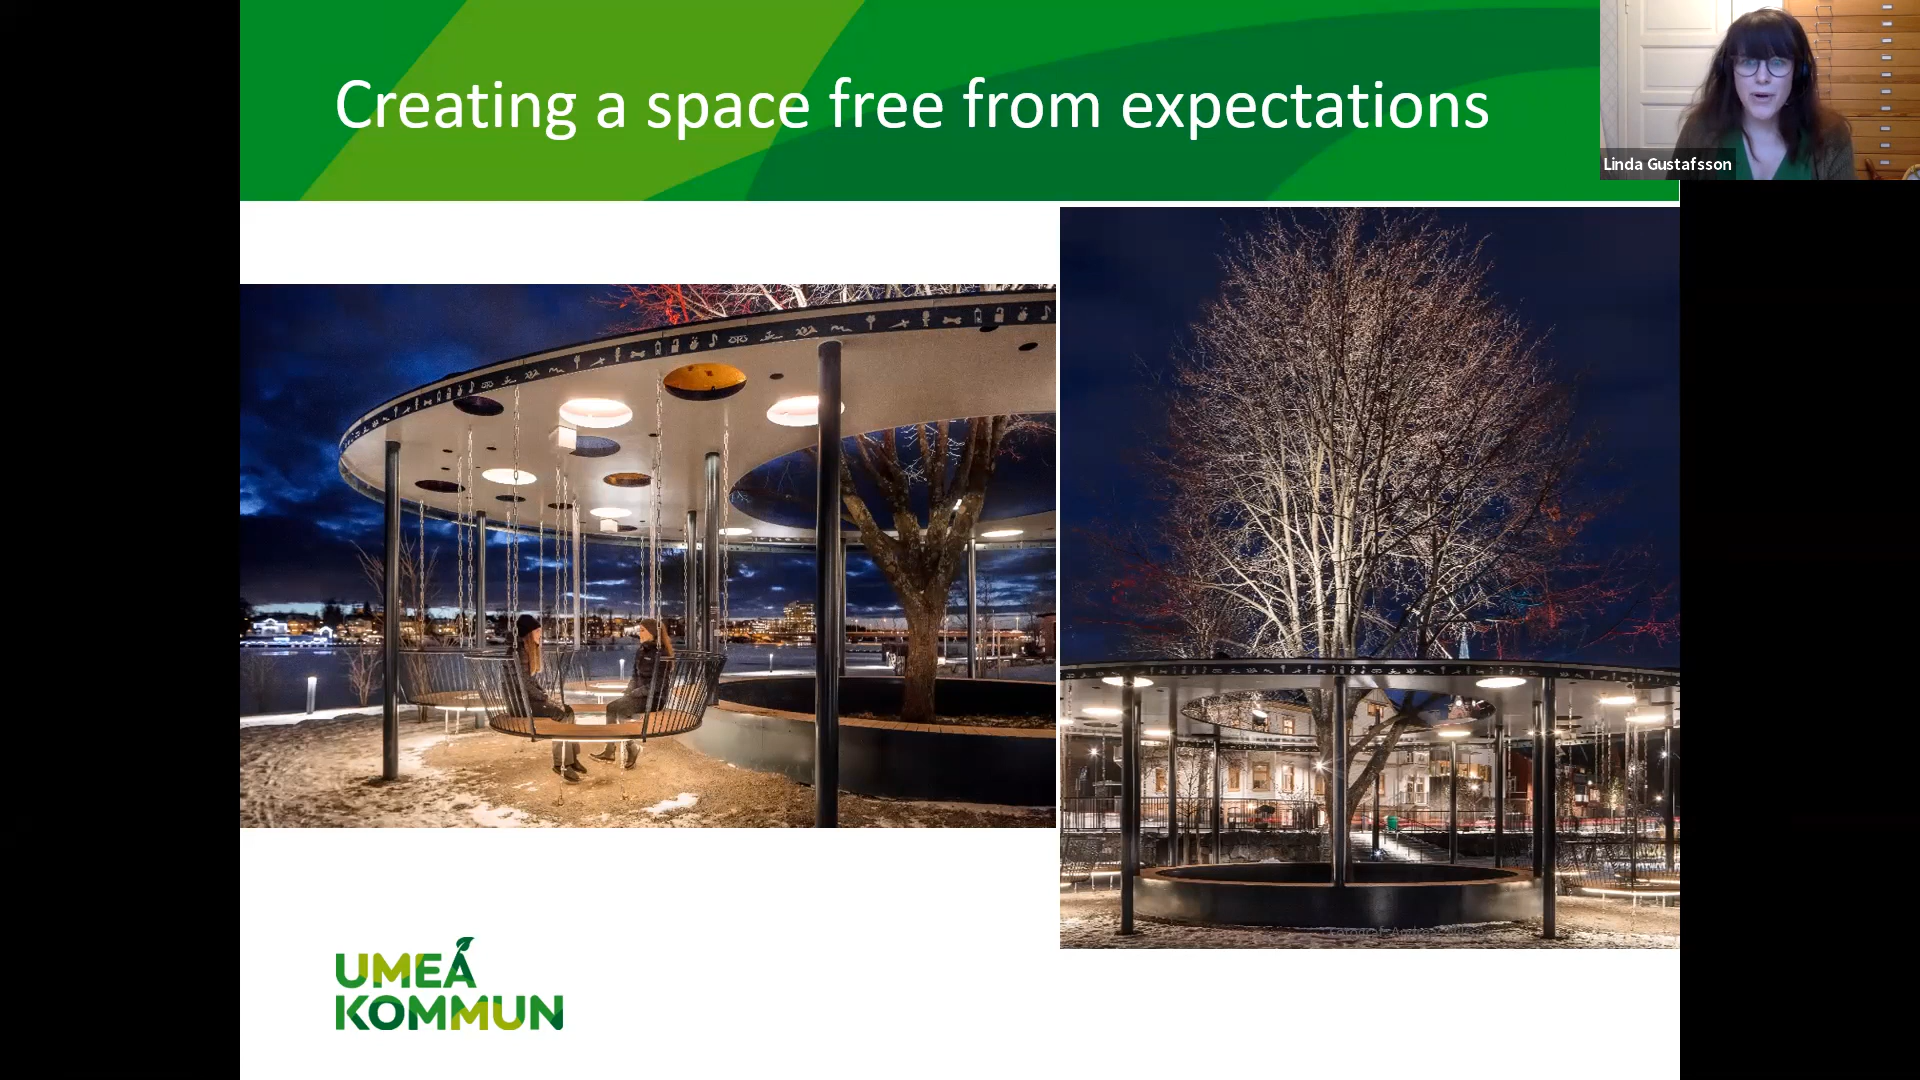 Creating a space free from expectations
Linda Gustafsson
UMEÅ
KOMMUN